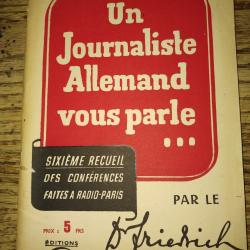 Un
Journaliste
Allemand
vous parle
...
SIXIÈME RECUEIL
DES CONFÉRENCES
FAITES A RADIO-PARIS
PAR LE
PRIX : 5 FRS
Dr Friedrich
ÉDITIONS